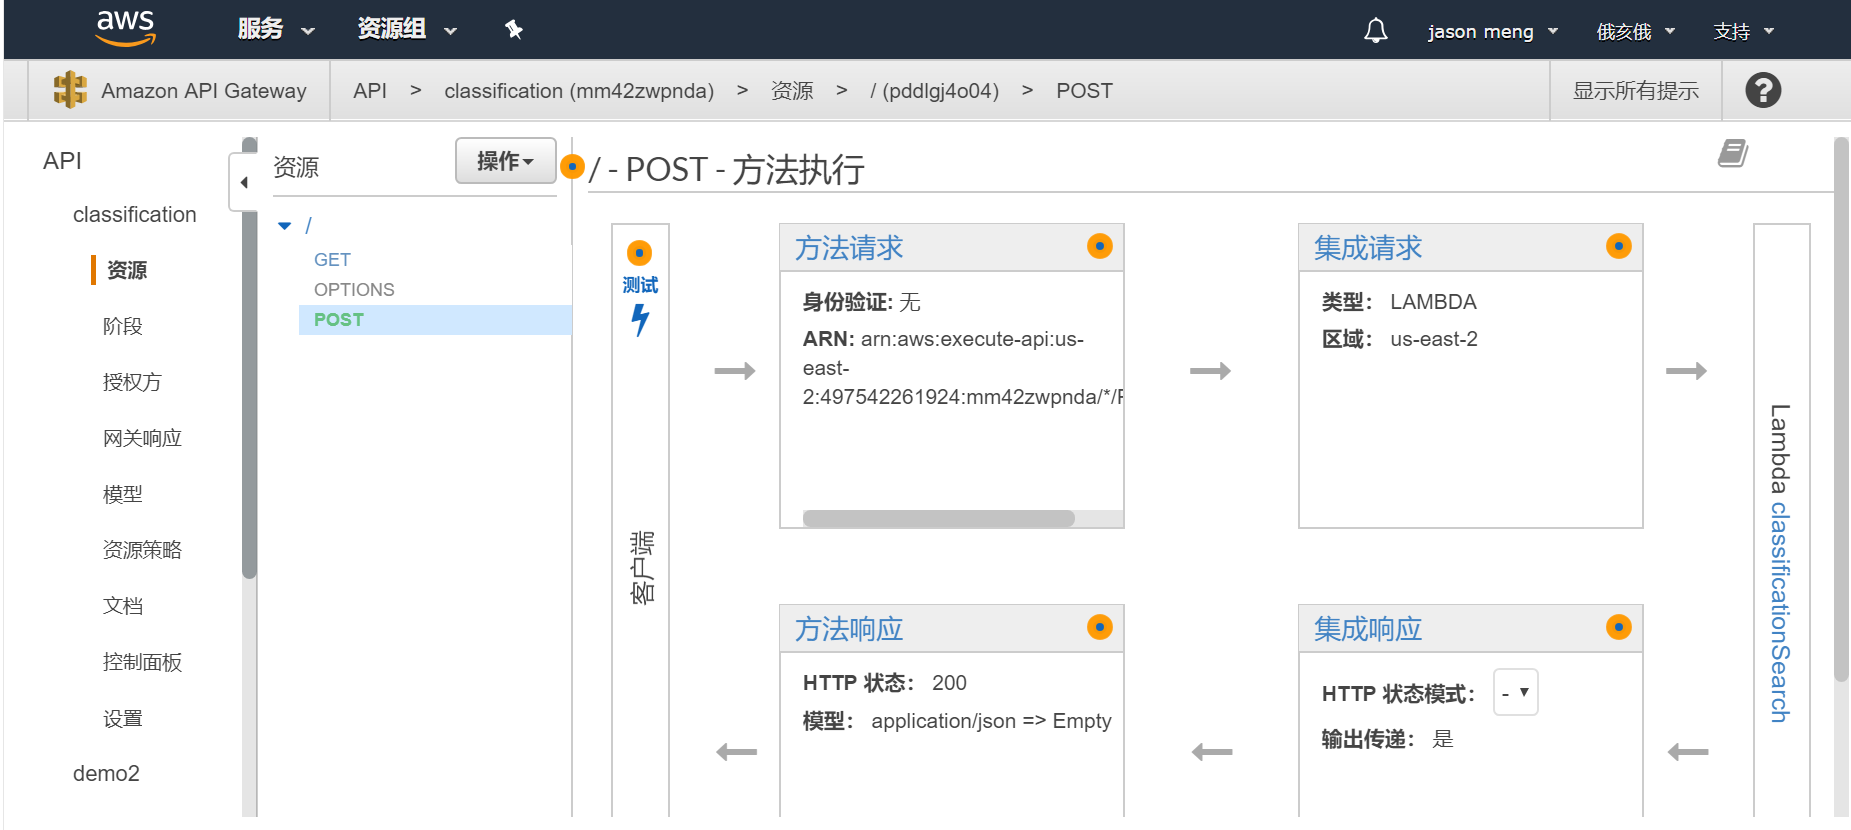 aws
服务
资源组
jason meng
俄亥俄
支持
Amazon API Gateway
API > classification (mm42zwpnda) > 资源 > / (pddlgj4o04) > POST
显示所有提示
?
API
classification
资源
阶段
授权方
网关响应
模型
资源策略
文档
控制面板
设置
demo2
资源
操作
/
GET
OPTIONS
POST
/ - POST - 方法执行
测试
客户端
方法请求
身份验证: 无
ARN: arn:aws:execute-api:us-
east-
2:497542261924:mm42zwpnda/*/
集成请求
类型： LAMBDA
区域： us-east-2
Lambda classificationSearch
方法响应
HTTP 状态： 200
模型： application/json => Empty
集成响应
HTTP 状态模式： -
输出传递： 是